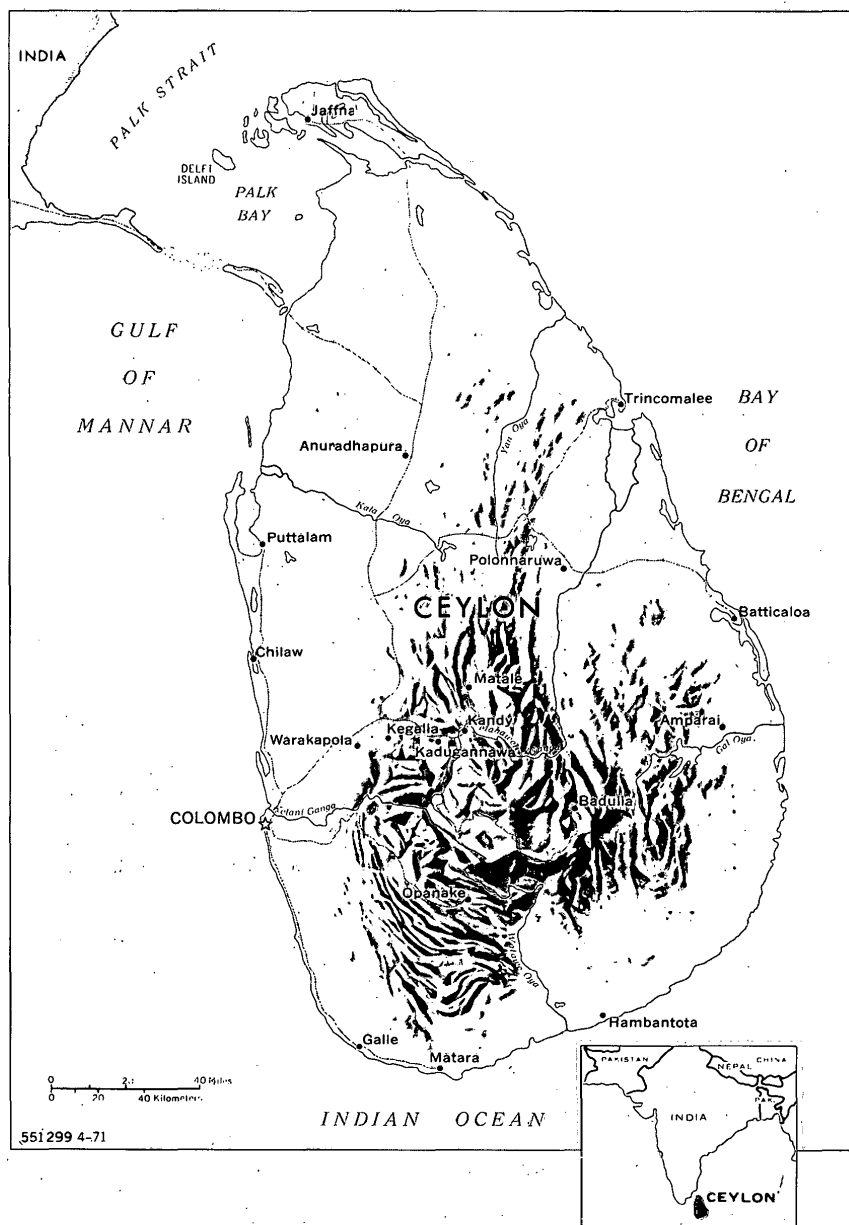 INDIA
PALK STRAIT
Jaffna
DELFT
ISLAND
PALK
BAY
GULF
OF
MANNAR
Trincomalee
BAY
OF
BENGAL
Yan Oya
Anuradhapura
Kala Oya
Puttalam
Polonnaruwa
CEYLON
Batticaloa
Chilaw
Matale
Kandy
Amparai
Kegalla
Warakapola
Kadugannawa
Gal Oya
Badulla
Kelani Ganga
COLOMBO
Opanake
Hambantota
Galle
Matara
0 20 40 Miles
0 20 40 Kilometers
INDIAN OCEAN
551299 4-71
PAKISTAN
NEPAL
CHINA
PAK.
INDIA
CEYLON